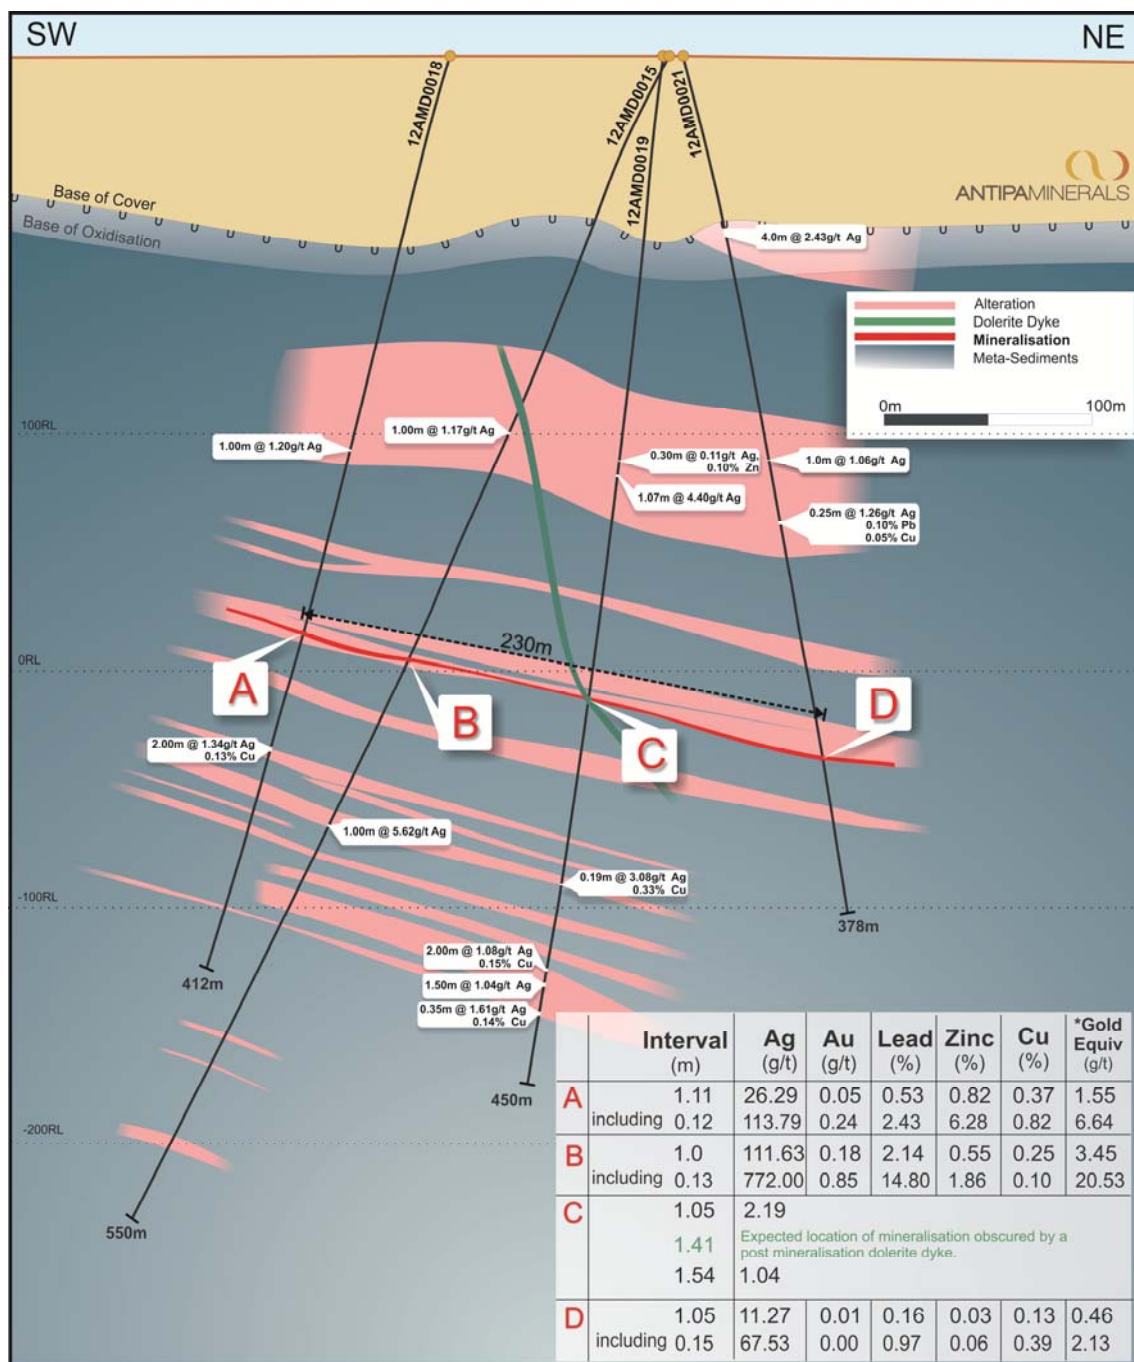 SW
NE
12AMD0018
12AMD0015
12AMD0019
12AMD0021
ANTIPAMINERALS
Base of Cover
Base of Oxidisation
4.0m @ 2.43g/t Ag
Alteration
Dolerite Dyke
Mineralisation
Meta-Sediments
0m
100m
100RL
1.00m @ 1.20g/t Ag
1.00m @ 1.17g/t Ag
0.30m @ 0.11g/t Ag,
0.10% Zn
1.07m @ 4.40g/t Ag
1.0m @ 1.06g/t Ag
0.25m @ 1.26g/t Ag
0.10% Pb
0.05% Cu
230m
0RL
A
B
C
D
2.00m @ 1.34g/t Ag
0.13% Cu
1.00m @ 5.62g/t Ag
0.19m @ 3.08g/t Ag
0.33% Cu
-100RL
378m
2.00m @ 1.08g/t Ag
0.15% Cu
412m
1.50m @ 1.04g/t Ag
0.35m @ 1.61g/t Ag
0.14% Cu
450m
-200RL
550m
Interval Ag Au Lead Zinc Cu *Gold Equiv
(m) (g/t) (g/t) (%) (%) (%) (g/t)
A 1.11 26.29 0.05 0.53 0.82 0.37 1.55
including 0.12 113.79 0.24 2.43 6.28 0.82 6.64
B 1.0 111.63 0.18 2.14 0.55 0.25 3.45
including 0.13 772.00 0.85 14.80 1.86 0.10 20.53
C 1.05 2.19
1.41 Expected location of mineralisation obscured by a
post mineralisation dolerite dyke.
1.54 1.04
D 1.05 11.27 0.01 0.16 0.03 0.13 0.46
including 0.15 67.53 0.00 0.97 0.06 0.39 2.13